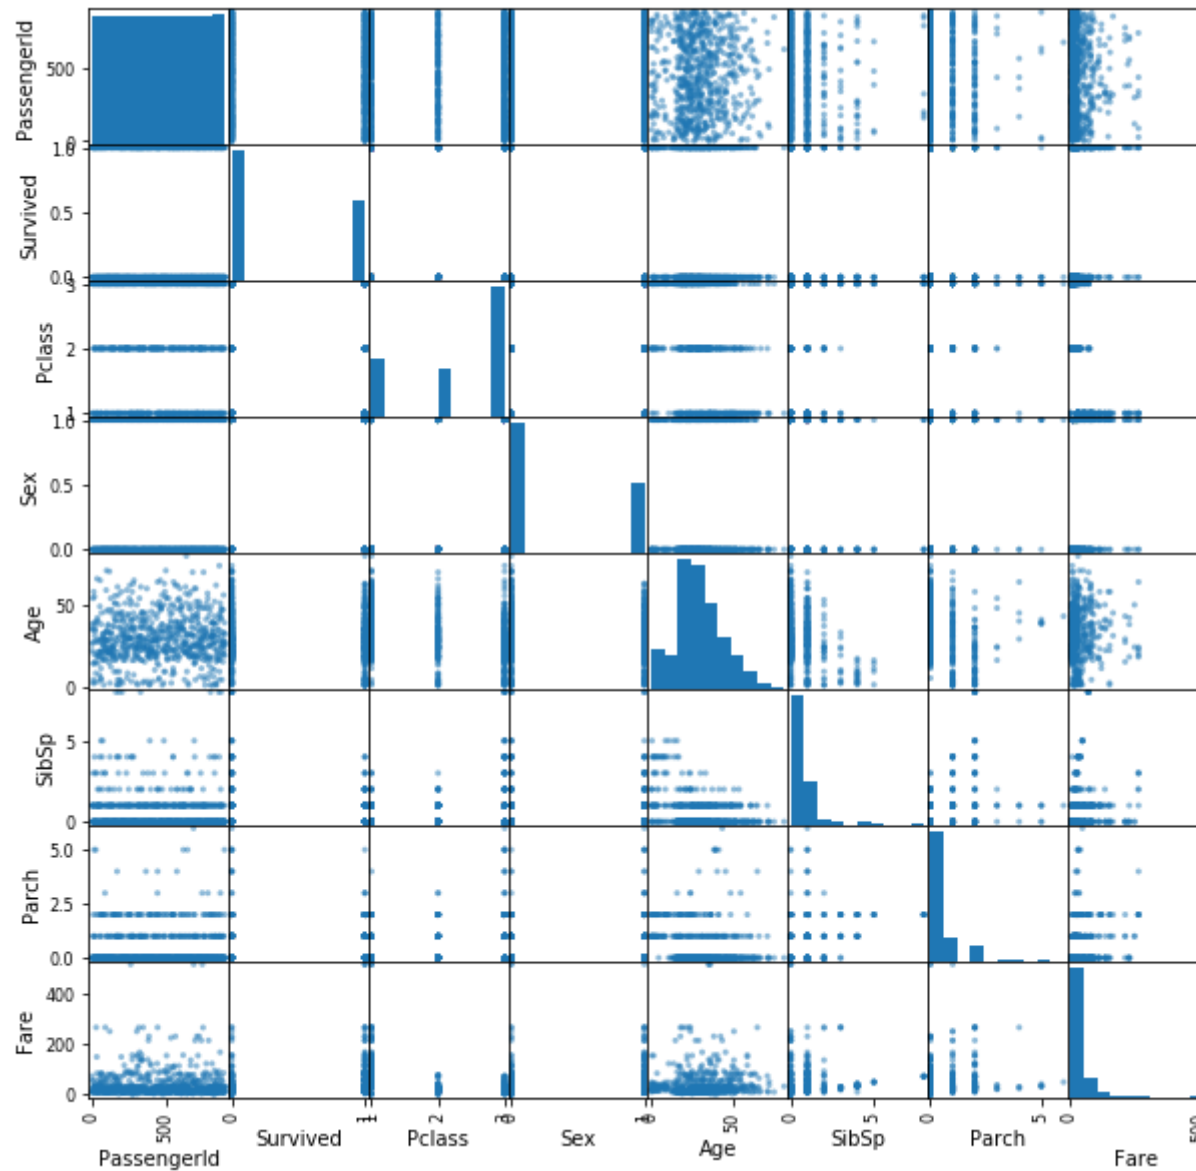 PassengerId
500
0
Survived
1.0
0.5
0.0
Pclass
3
2
1
Sex
1.0
0.5
0.0
Age
50
0
SibSp
5
0
Parch
5.0
2.5
0.0
Fare
400
200
0
0 500 0 1 1 2 3 0 1 0 50 0 5 0 5 0 500
PassengerId Survived Pclass Sex Age SibSp Parch Fare